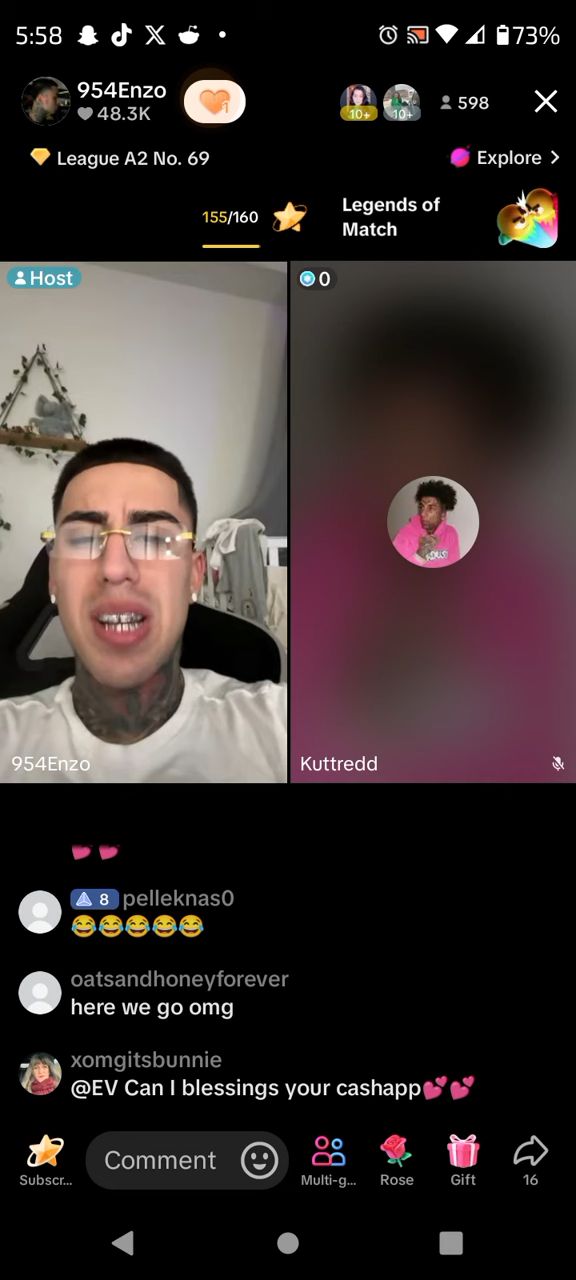 5:58
73%
954Enzo
48.3K
1
10+
10+
598
League A2 No. 69
Explore
155/160
Legends of
Match
Host
0
954Enzo
Kuttredd
💕💕
8 pelleknas0
😂😂😂😂😂
oatsandhoneyforever
here we go omg
xomgitsbunnie
@EV Can I blessings your cashapp💕💕
Comment
Subscr...
Multi-g...
Rose
Gift
16